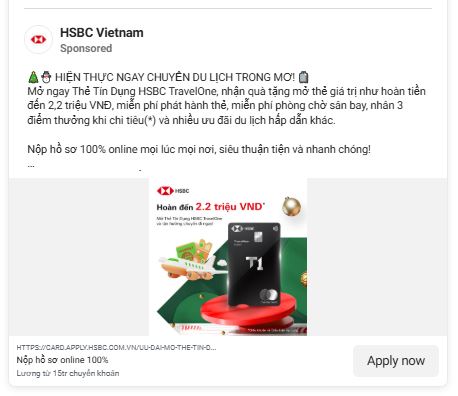 HSBC Vietnam
Sponsored
🎄⛄ HIỆN THỰC NGAY CHUYẾN DU LỊCH TRONG MƠ!
Mở ngay Thẻ Tín Dụng HSBC TravelOne, nhận quà tặng mở thẻ giá trị như hoàn tiền
đến 2,2 triệu VNĐ, miễn phí phát hành thẻ, miễn phí phòng chờ sân bay, nhân 3
điểm thưởng khi chi tiêu(*) và nhiều ưu đãi du lịch hấp dẫn khác.
Nộp hồ sơ 100% online mọi lúc mọi nơi, siêu thuận tiện và nhanh chóng!
...
HSBC
Hoàn đến 2.2 triệu VND*
Mở Thẻ Tín Dụng HSBC TravelOne
và tận hưởng chuyến đi ngay!
HSBC
TravelOne
T1
HTTPS://CARD.APPLY.HSBC.COM.VN/UU-DAI-MO-THE-TIN-D...
Nộp hồ sơ online 100%
Lương từ 15tr chuyển khoản
Apply now